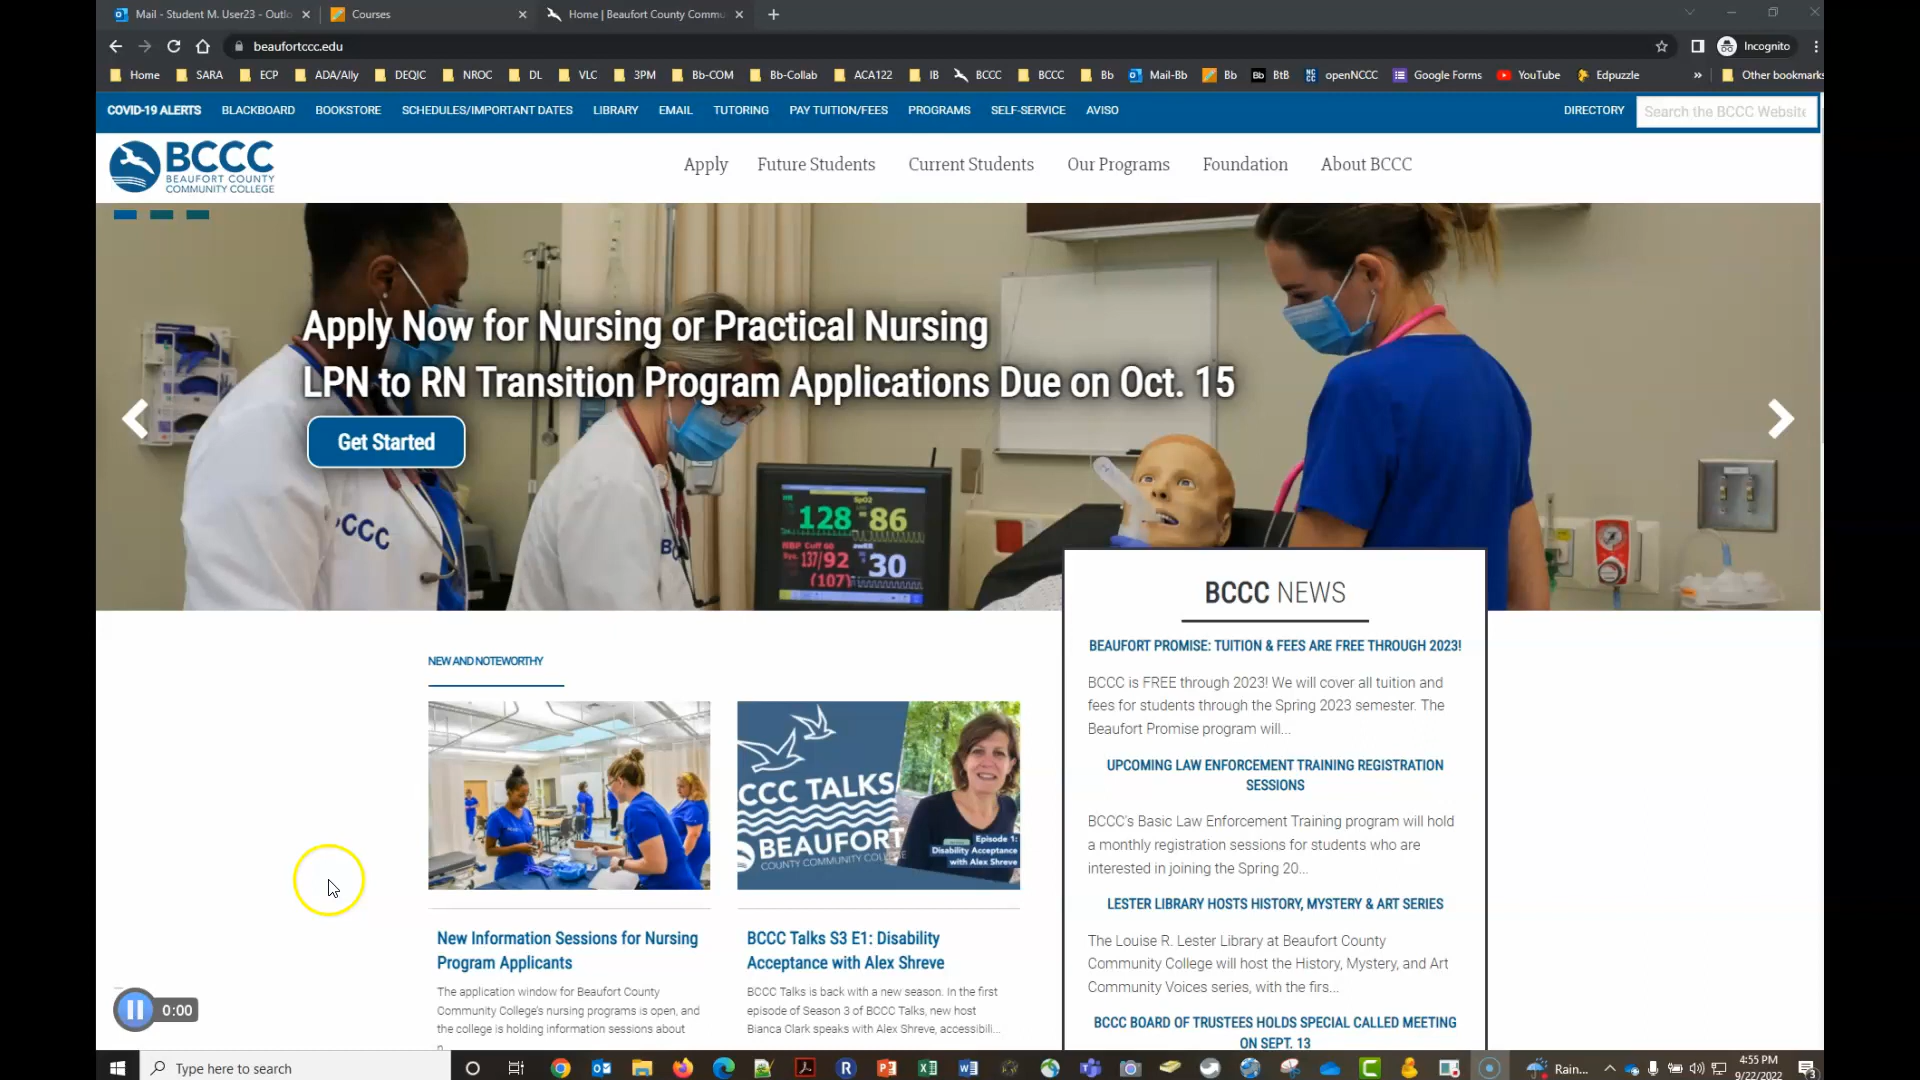 Mail - Student M. User23 - Outlo
Courses
Home | Beaufort County Commu
beaufortccc.edu
Incognito
Home SARA ECP ADA/Ally DEQIC NROC DL VLC 3PM Bb-COM Bb-Collab ACA122 IB BCCC BCCC Bb Mail-Bb Bb BtB openNCCC Google Forms YouTube Edpuzzle » Other bookmarks
COVID-19 ALERTS BLACKBOARD BOOKSTORE SCHEDULES/IMPORTANT DATES LIBRARY EMAIL TUTORING PAY TUITION/FEES PROGRAMS SELF-SERVICE AVISO DIRECTORY Search the BCCC Website
BCCC
BEAUFORT COUNTY
COMMUNITY COLLEGE
Apply Future Students Current Students Our Programs Foundation About BCCC
Apply Now for Nursing or Practical Nursing
LPN to RN Transition Program Applications Due on Oct. 15
Get Started
BCCC
SpO2
128 86
137/92
(107) 30
BCCC NEWS
BEAUFORT PROMISE: TUITION & FEES ARE FREE THROUGH 2023!
BCCC is FREE through 2023! We will cover all tuition and
fees for students through the Spring 2023 semester. The
Beaufort Promise program will...
UPCOMING LAW ENFORCEMENT TRAINING REGISTRATION
SESSIONS
BCCC's Basic Law Enforcement Training program will hold
a monthly registration sessions for students who are
interested in joining the Spring 20...
LESTER LIBRARY HOSTS HISTORY, MYSTERY & ART SERIES
The Louise R. Lester Library at Beaufort County
Community College will host the History, Mystery, and Art
Community Voices series, with the firs...
BCCC BOARD OF TRUSTEES HOLDS SPECIAL CALLED MEETING
ON SEPT. 13
NEW AND NOTEWORTHY
CCC TALKS
BEAUFORT
COUNTY COMMUNITY COLLEGE
Episode 1:
Disability Acceptance
with Alex Shreve
New Information Sessions for Nursing
Program Applicants
The application window for Beaufort County
Community College's nursing programs is open, and
the college is holding information sessions about
BCCC Talks S3 E1: Disability
Acceptance with Alex Shreve
BCCC Talks is back with a new season. In the first
episode of Season 3 of BCCC Talks, new host
Bianca Clark speaks with Alex Shreve, accessibili...
0:00
Type here to search
Rain...
4:55 PM
9/22/2022
3